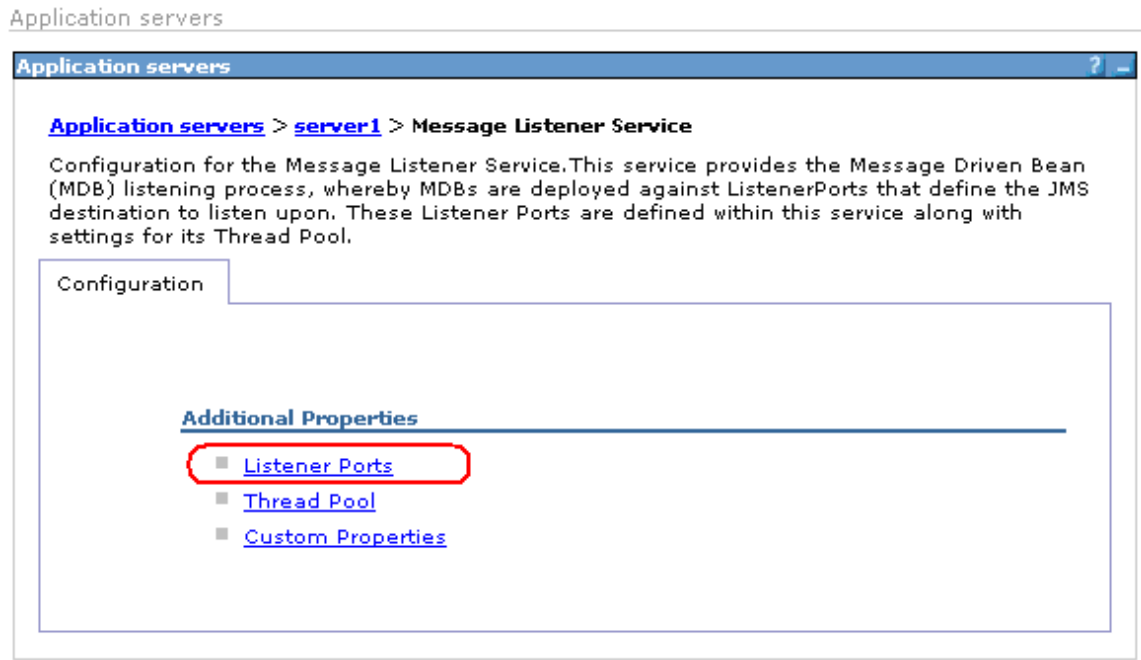 Application servers
Application servers ? _
Application servers > server1 > Message Listener Service
Configuration for the Message Listener Service.This service provides the Message Driven Bean
(MDB) listening process, whereby MDBs are deployed against ListenerPorts that define the JMS
destination to listen upon. These Listener Ports are defined within this service along with
settings for its Thread Pool.
Configuration
Additional Properties
Listener Ports
Thread Pool
Custom Properties